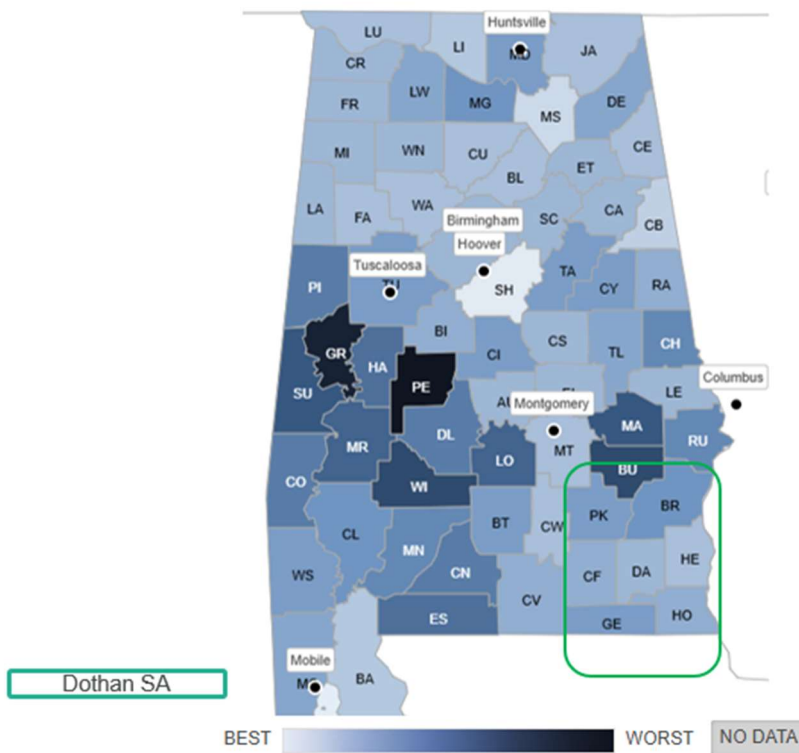 Huntsville
LU
LI
JA
CR
LW
MG
DE
FR
MS
MI
WN
CU
CE
ET
BL
LA
FA
WA
SC
CA
Birmingham
CB
Hoover
Tuscaloosa
TA
PI
SH
CY
RA
BI
GR
HA
CI
CS
TL
CH
PE
SU
LE
Columbus
Montgomery
MA
MR
DL
LO
MT
RU
BU
CO
WI
BT
CW
PK
BR
CL
MN
HE
WS
CN
CF
DA
CV
ES
GE
HO
Mobile
Dothan SA
BA
BEST WORST NO DATA